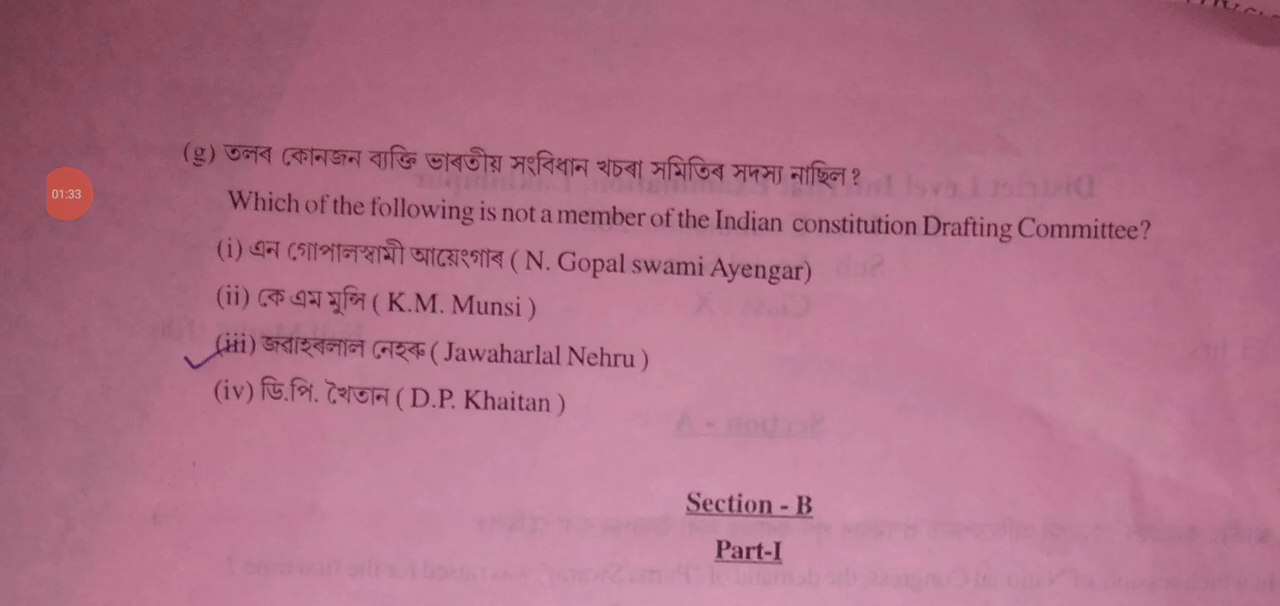 01:33
(g) তলৰ কোনজন ব্যক্তি ভাৰতীয় সংবিধান খচৰা সমিতিৰ সদস্য নাছিল ?
Which of the following is not a member of the Indian constitution Drafting Committee?
(i) এন গোপালস্বামী আয়েংগাৰ ( N. Gopal swami Ayengar)
(ii) কে এম মুন্সি ( K.M. Munsi )
(iii) জৱাহৰলাল নেহৰু ( Jawaharlal Nehru )
(iv) ডি.পি. খৈতান ( D.P. Khaitan )
Section - B
Part-I